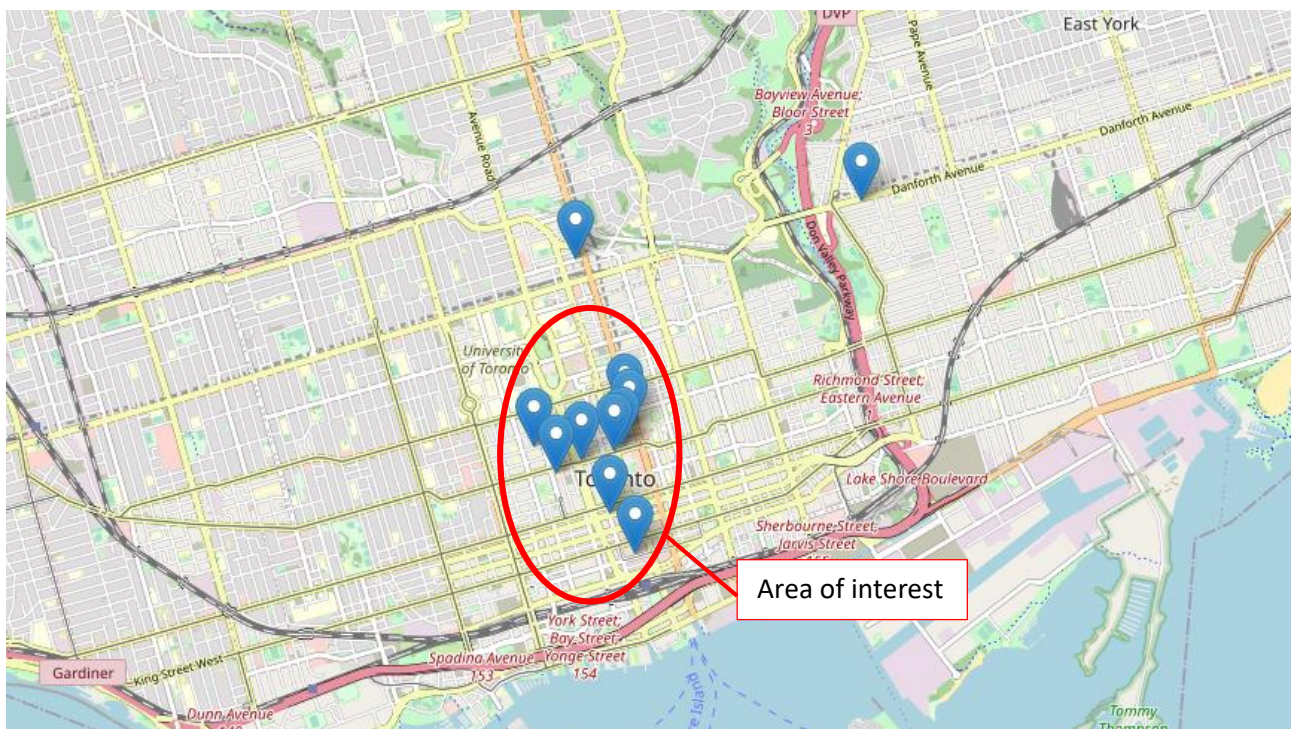 DVP
East York
Pape Avenue
Bayview Avenue;
Bloor Street
3
Avenue Road
Danforth Avenue
Danforth Avenue
Don Valley Parkway
University
of Toronto
Richmond Street;
Eastern Avenue
1
Toronto
Lake Shore Boulevard
Sherbourne Street;
Jarvis Street
Area of interest
York Street;
Bay Street;
Yonge Street
154
Spadina Avenue
153
King Street West
Gardiner
Dunn Avenue
Tommy